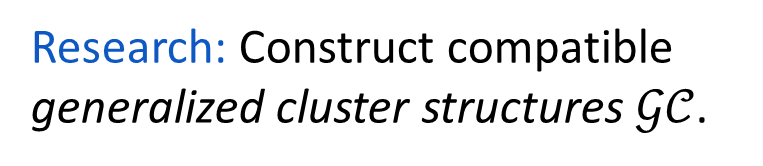 Research: Construct compatible
generalized cluster structures 𝒢𝒞.